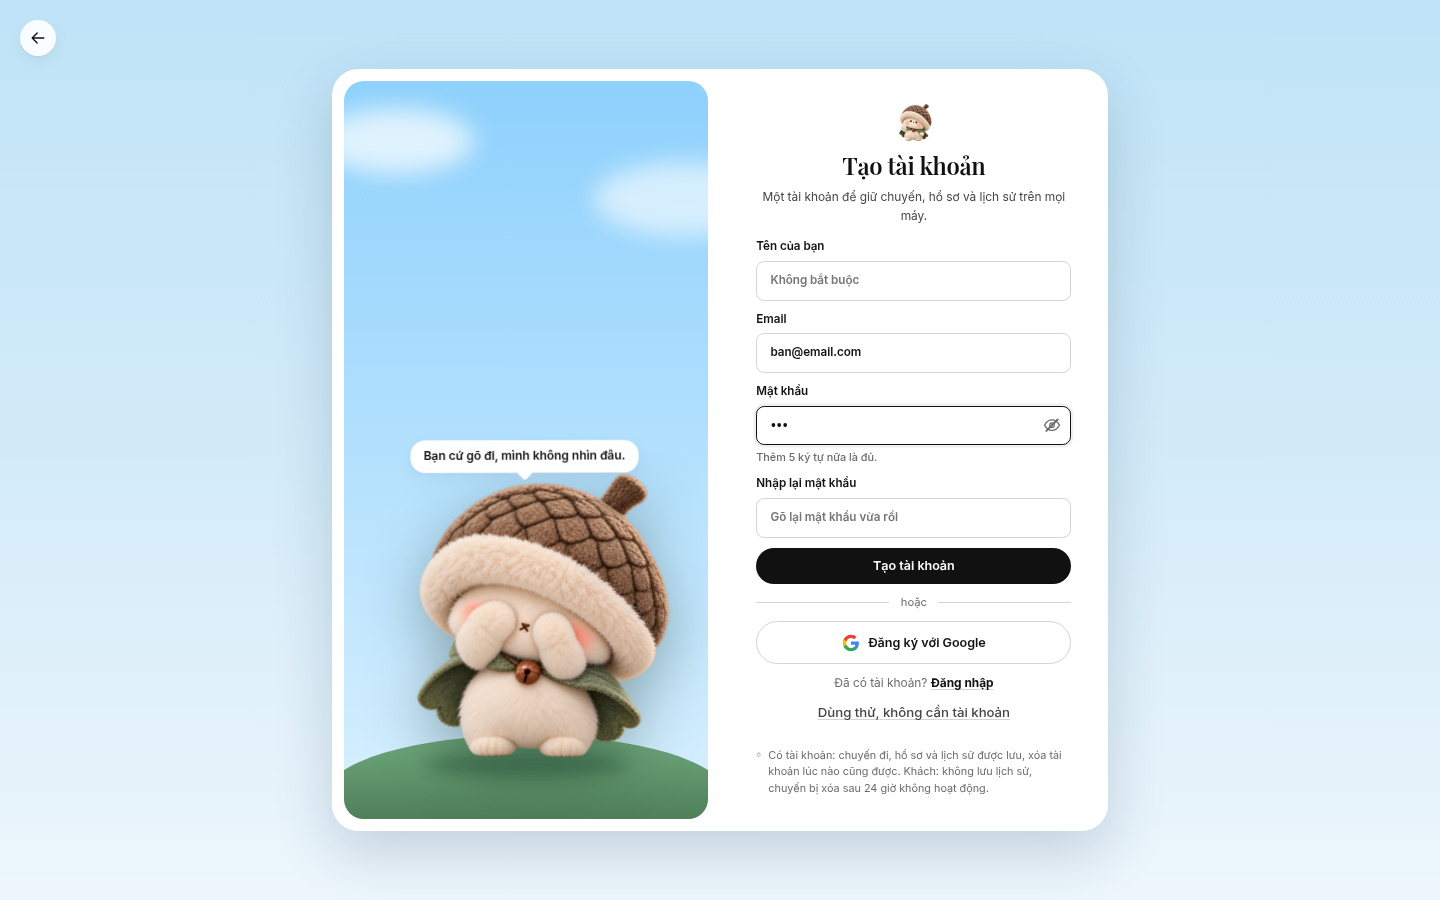 Bạn cứ gõ đi, mình không nhìn đâu.
Tạo tài khoản
Một tài khoản để giữ chuyến, hồ sơ và lịch sử trên mọi
máy.
Tên của bạn
Không bắt buộc
Email
ban@email.com
Mật khẩu
•••
Thêm 5 ký tự nữa là đủ.
Nhập lại mật khẩu
Gõ lại mật khẩu vừa rồi
Tạo tài khoản
hoặc
Đăng ký với Google
Đã có tài khoản? Đăng nhập
Dùng thử, không cần tài khoản
Có tài khoản: chuyến đi, hồ sơ và lịch sử được lưu, xóa tài
khoản lúc nào cũng được. Khách: không lưu lịch sử,
chuyến bị xóa sau 24 giờ không hoạt động.